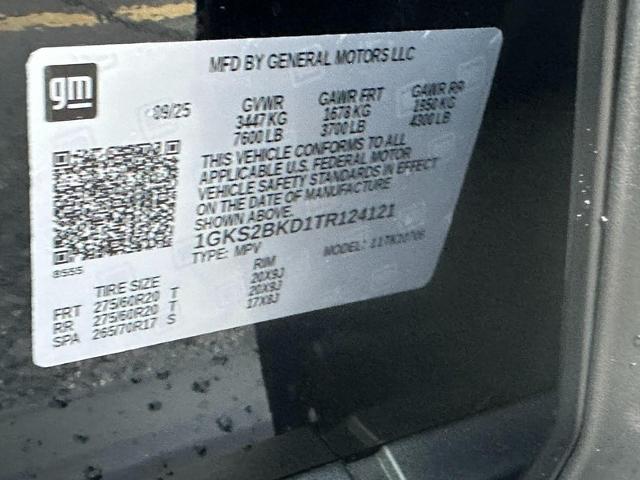 gm
MFD BY GENERAL MOTORS LLC
09/25 GVWR GAWR FRT GAWR RR
3447 KG 1678 KG 1950 KG
7600 LB 3700 LB 4300 LB
THIS VEHICLE CONFORMS TO ALL
APPLICABLE U.S. FEDERAL MOTOR
VEHICLE SAFETY STANDARDS IN EFFECT
ON THE DATE OF MANUFACTURE
SHOWN ABOVE.
1GKS2BKD1TR124121
TYPE: MPV MODEL: 11TK10706
8555
TIRE SIZE RIM
FRT 275/60R20 T 20X9J
RR 275/60R20 T 20X9J
SPA 265/70R17 S 17X8J